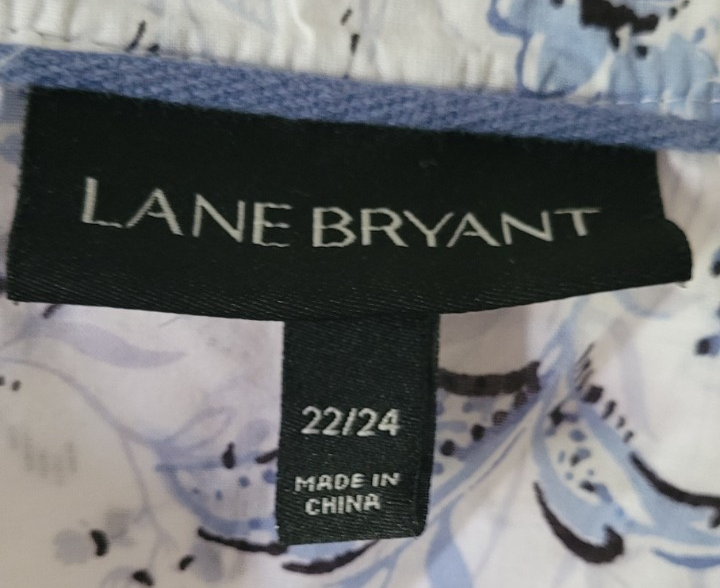 LANE BRYANT
22/24
MADE IN
CHINA